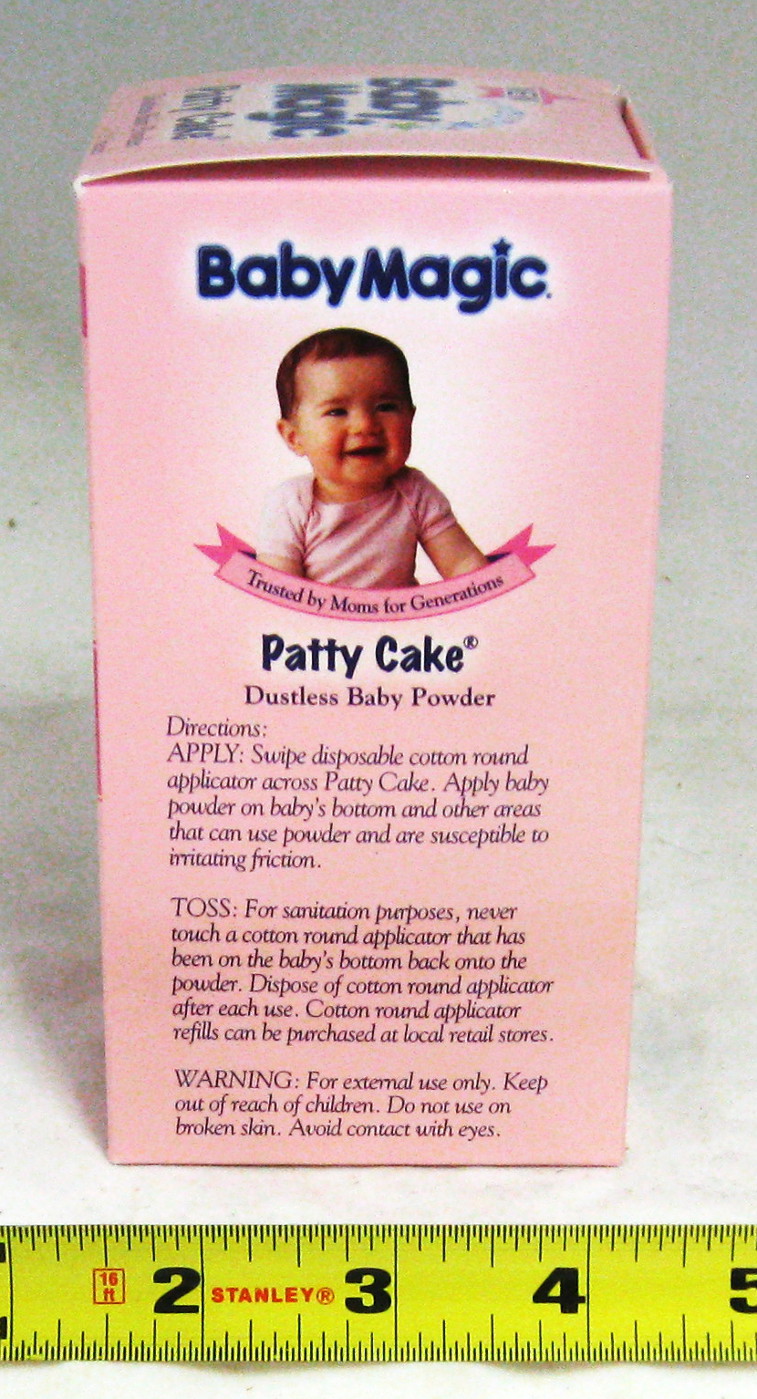 Baby
Magic
Patty Cake
BabyMagic.
Trusted by Moms for Generations
Patty Cake®
Dustless Baby Powder
Directions:
APPLY: Swipe disposable cotton round
applicator across Patty Cake. Apply baby
powder on baby's bottom and other areas
that can use powder and are susceptible to
irritating friction.
TOSS: For sanitation purposes, never
touch a cotton round applicator that has
been on the baby's bottom back onto the
powder. Dispose of cotton round applicator
after each use. Cotton round applicator
refills can be purchased at local retail stores.
WARNING: For external use only. Keep
out of reach of children. Do not use on
broken skin. Avoid contact with eyes.
16
ft
2 STANLEY® 3 4 5